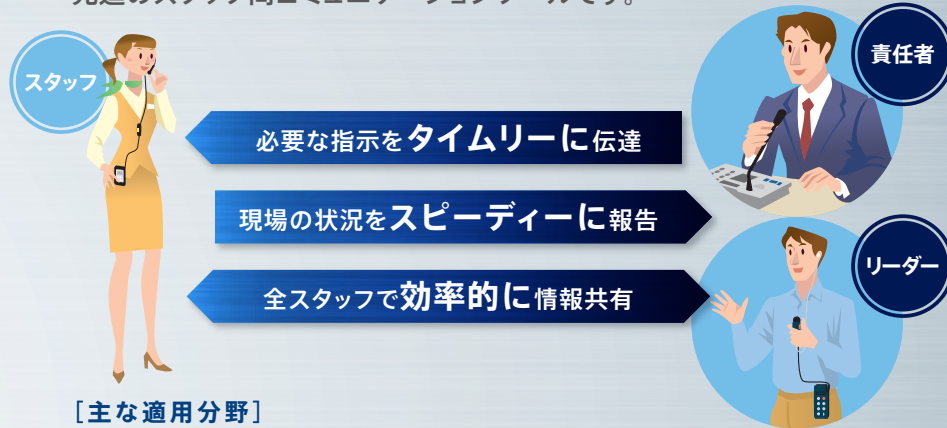 スタッフ
責任者
必要な指示をタイムリーに伝達
現場の状況をスピーディーに報告
リーダー
全スタッフで効率的に情報共有
［主な適用分野］